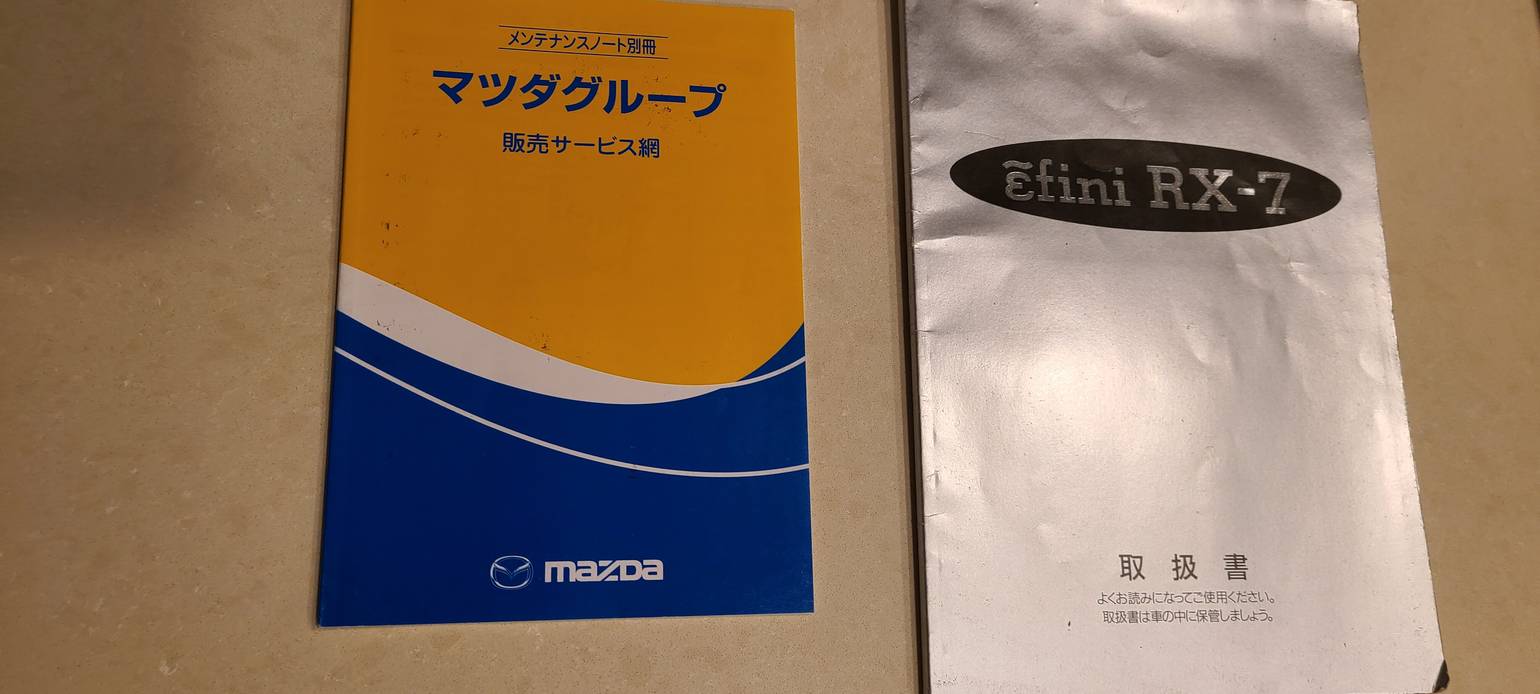 メンテナンスノート別冊
マツダグループ
販売サービス網
mazda
ε̃fini RX-7
取扱書
よくお読みになってご使用ください。
取扱書は車の中に保管しましょう。